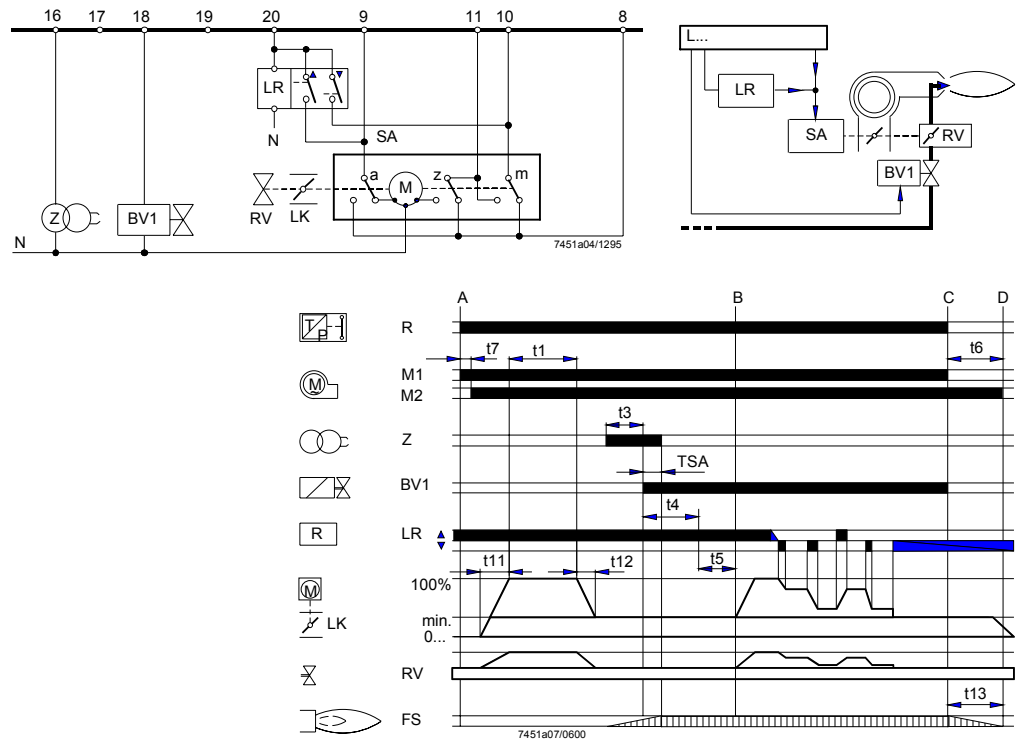 16 17 18 19 20 9 11 10 8
LR
N
SA
a z m
M
RV LK
Z
BV1
N
7451a04/1295
L...
LR
SA
RV
BV1
A B C D
T P R
t7 t1 t6
M1
M
M2
t3
Z
TSA
BV1
t4
R LR
t5
t11 t12
100%
M
LK
min.
0...
RV
t13
FS
7451a07/0600